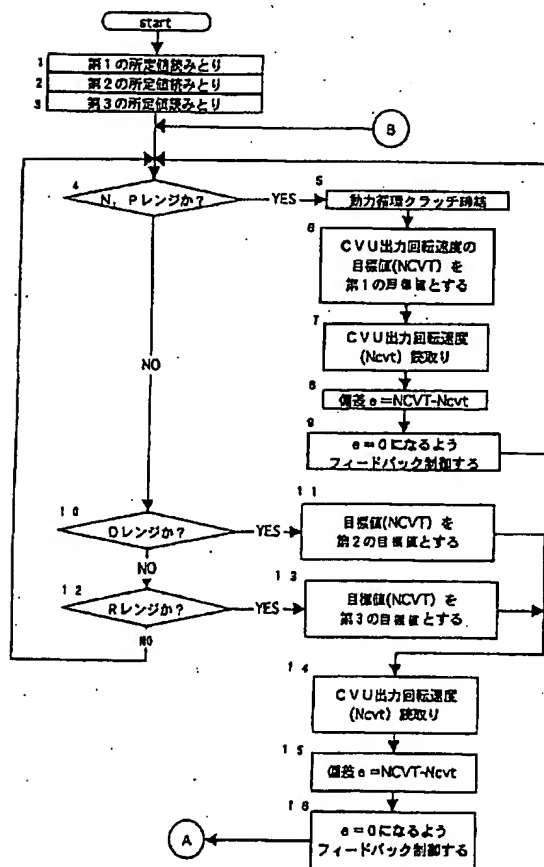 start
1 第1の所定値読みとり
2 第2の所定値読みとり
3 第3の所定値読みとり
B
4
N, Pレンジか?
YES
5
動力循環クラッチ締結
6
CVU出力回転速度の
目標値(NCVT)を
第1の目標値とする
7
CVU出力回転速度
(Ncvt) 読取り
NO
8
偏差e=NCVT-Ncvt
9
e=0になるよう
フィードバック制御する
10
Dレンジか?
YES
11
目標値(NCVT)を
第2の目標値とする
NO
12
Rレンジか?
YES
13
目標値(NCVT)を
第3の目標値とする
NO
14
CVU出力回転速度
(Ncvt) 読取り
15
偏差e=NCVT-Ncvt
16
e=0になるよう
フィードバック制御する
A